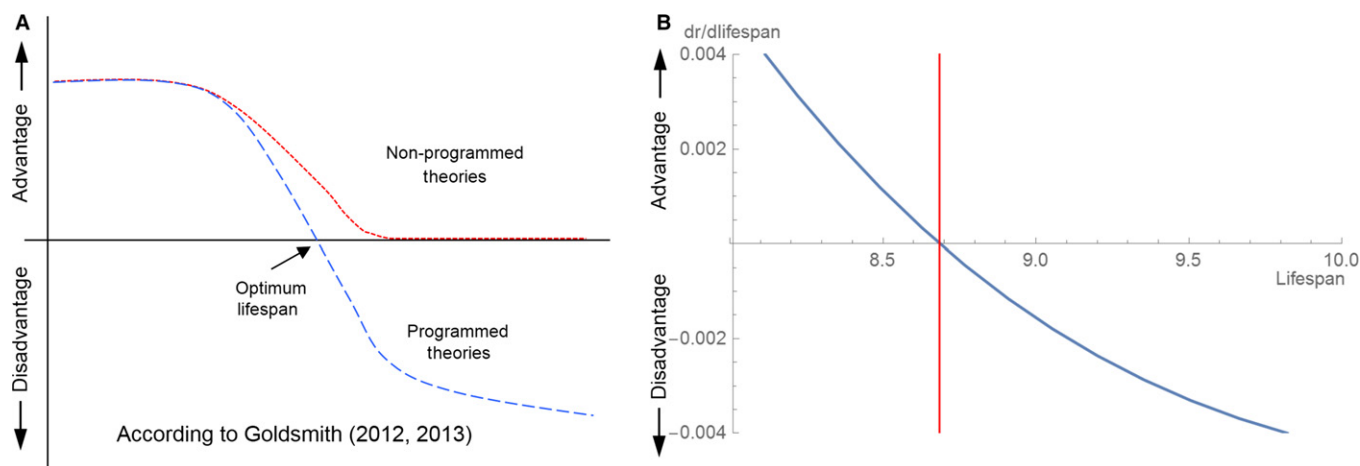 A
Advantage
Disadvantage
Non-programmed
theories
Optimum
lifespan
Programmed
theories
According to Goldsmith (2012, 2013)
B
dr/dlifespan
Advantage
Disadvantage
0.004
0.002
−0.002
−0.004
8.5
9.0
9.5
10.0
Lifespan